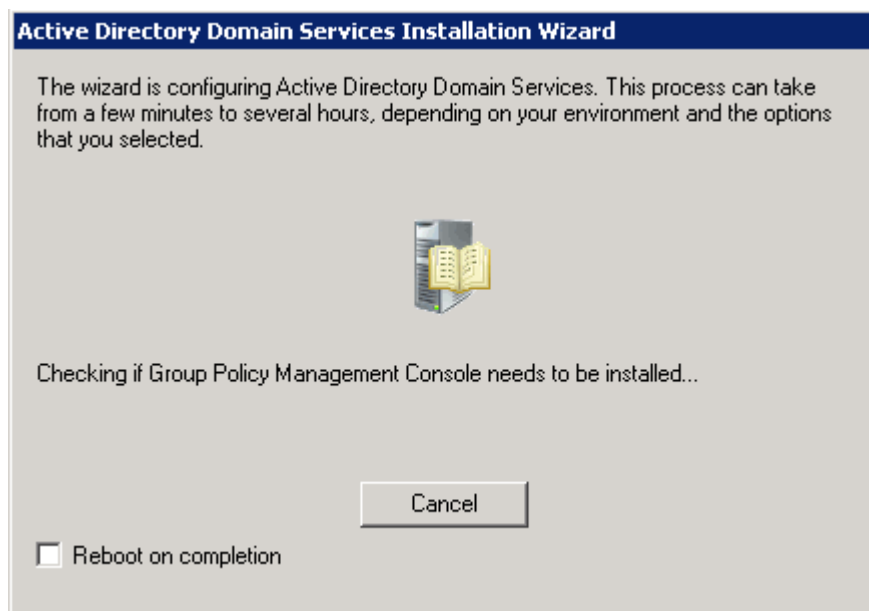 Active Directory Domain Services Installation Wizard
The wizard is configuring Active Directory Domain Services. This process can take
from a few minutes to several hours, depending on your environment and the options
that you selected.
Checking if Group Policy Management Console needs to be installed...
Cancel
Reboot on completion